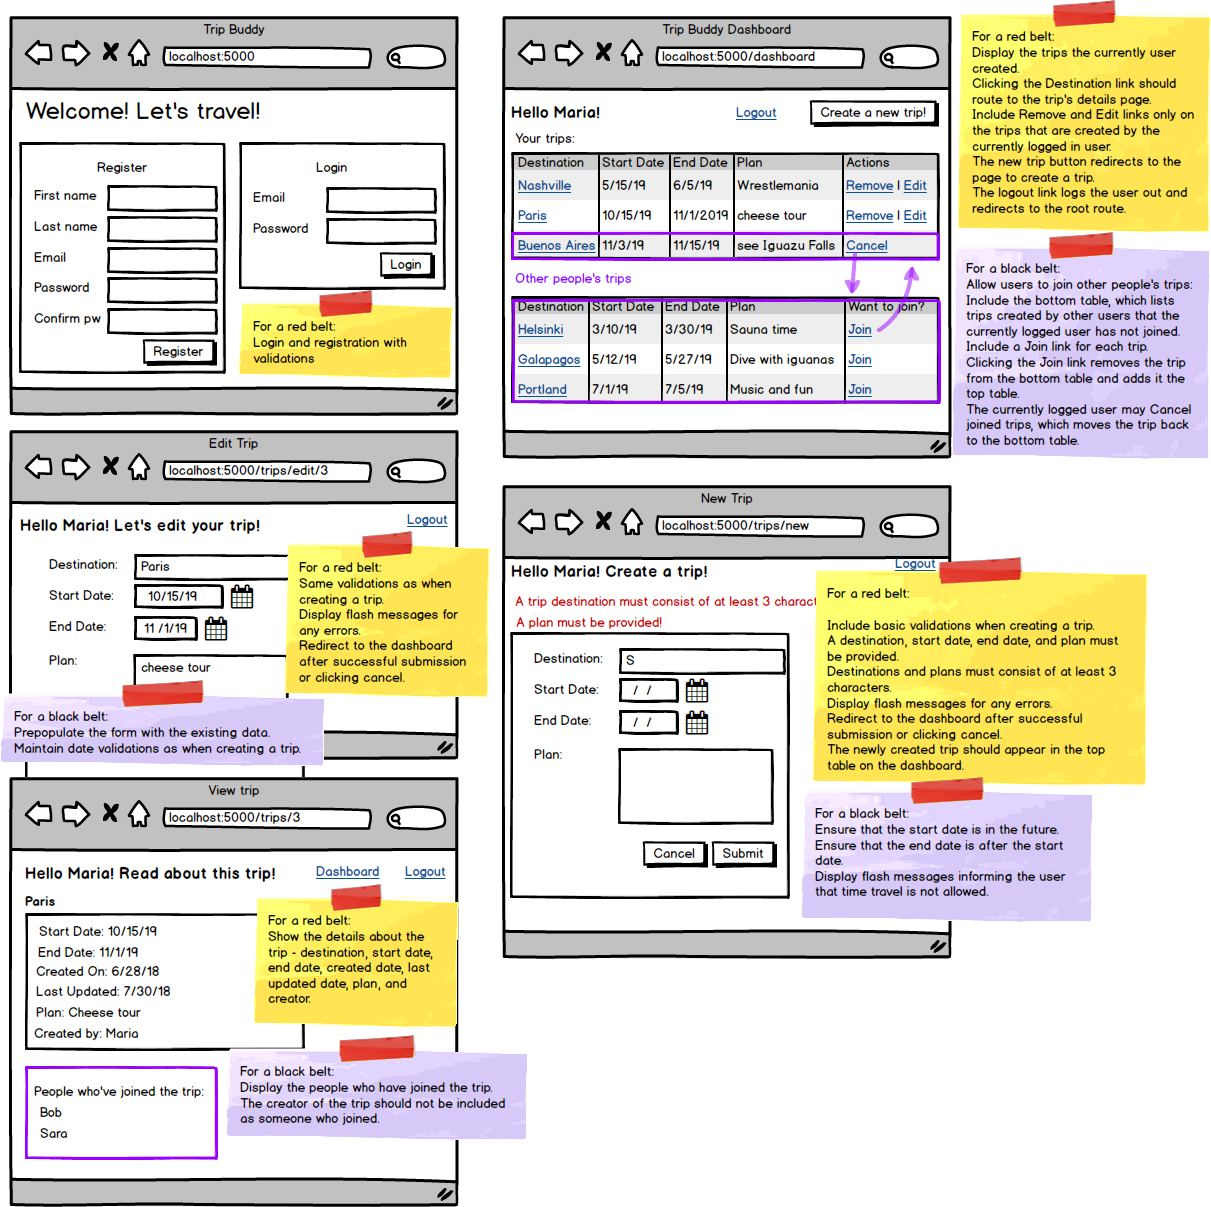 Trip Buddy
localhost:5000
Welcome! Let's travel!
Register
First name
Last name
Email
Password
Confirm pw
Register
Login
Email
Password
Login
For a red belt:
Login and registration with
validations
Trip Buddy Dashboard
localhost:5000/dashboard
Hello Maria! Logout Create a new trip!
Your trips:
Destination Start Date End Date Plan Actions
Nashville 5/15/19 6/5/19 Wrestlemania Remove | Edit
Paris 10/15/19 11/1/2019 cheese tour Remove | Edit
Buenos Aires 11/3/19 11/15/19 see Iguazu Falls Cancel
Other people's trips
Destination Start Date End Date Plan Want to join?
Helsinki 3/10/19 3/30/19 Sauna time Join
Galapagos 5/12/19 5/27/19 Dive with iguanas Join
Portland 7/1/19 7/5/19 Music and fun Join
For a red belt:
Display the trips the currently user
created.
Clicking the Destination link should
route to the trip's details page.
Include Remove and Edit links only on
the trips that are created by the
currently logged in user.
The new trip button redirects to the
page to create a trip.
The logout link logs the user out and
redirects to the root route.
For a black belt:
Allow users to join other people's trips:
Include the bottom table, which lists
trips created by other users that the
currently logged user has not joined.
Include a Join link for each trip.
Clicking the Join link removes the trip
from the bottom table and adds it the
top table.
The currently logged user may Cancel
joined trips, which moves the trip back
to the bottom table.
Edit Trip
localhost:5000/trips/edit/3
Logout
Hello Maria! Let's edit your trip!
Destination: Paris
Start Date: 10/15/19
End Date: 11 /1/19
Plan: cheese tour
For a red belt:
Same validations as when
creating a trip.
Display flash messages for
any errors.
Redirect to the dashboard
after successful submission
or clicking cancel.
For a black belt:
Prepopulate the form with the existing data.
Maintain date validations as when creating a trip.
New Trip
localhost:5000/trips/new
Logout
Hello Maria! Create a trip!
A trip destination must consist of at least 3 charact
A plan must be provided!
Destination: S
Start Date: / /
End Date: / /
Plan:
Cancel Submit
For a red belt:
Include basic validations when creating a trip.
A destination, start date, end date, and plan must
be provided.
Destinations and plans must consist of at least 3
characters.
Display flash messages for any errors.
Redirect to the dashboard after successful
submission or clicking cancel.
The newly created trip should appear in the top
table on the dashboard.
For a black belt:
Ensure that the start date is in the future.
Ensure that the end date is after the start
date.
Display flash messages informing the user
that time travel is not allowed.
View trip
localhost:5000/trips/3
Hello Maria! Read about this trip! Dashboard Logout
Paris
Start Date: 10/15/19
End Date: 11/1/19
Created On: 6/28/18
Last Updated: 7/30/18
Plan: Cheese tour
Created by: Maria
For a red belt:
Show the details about the
trip - destination, start date,
end date, created date, last
updated date, plan, and
creator.
People who've joined the trip:
Bob
Sara
For a black belt:
Display the people who have joined the trip.
The creator of the trip should not be included
as someone who joined.